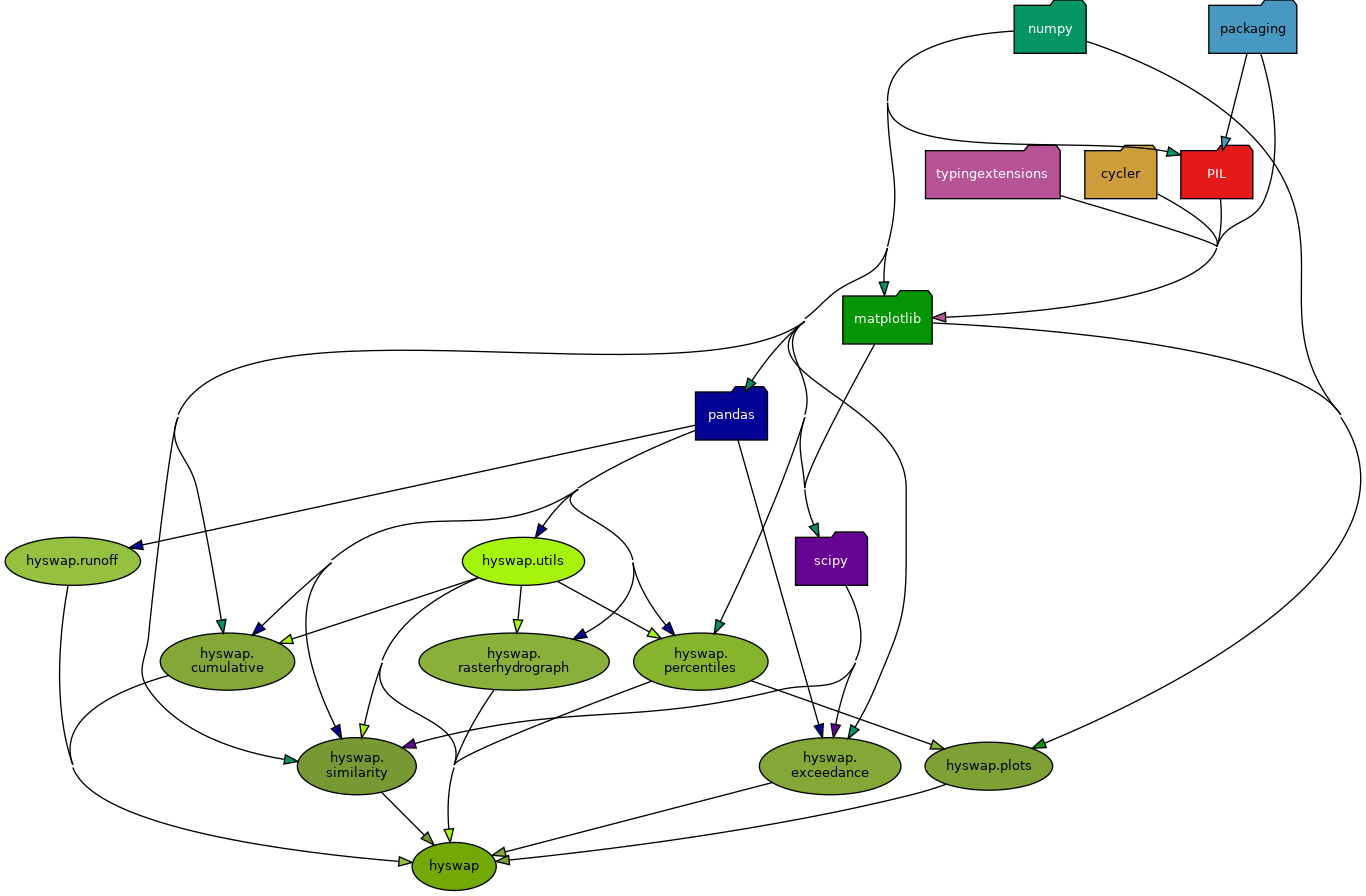 numpy
packaging
typingextensions
cycler
PIL
matplotlib
pandas
hyswap.runoff
hyswap.utils
scipy
hyswap.
cumulative
hyswap.
rasterhydrograph
hyswap.
percentiles
hyswap.
similarity
hyswap.
exceedance
hyswap.plots
hyswap